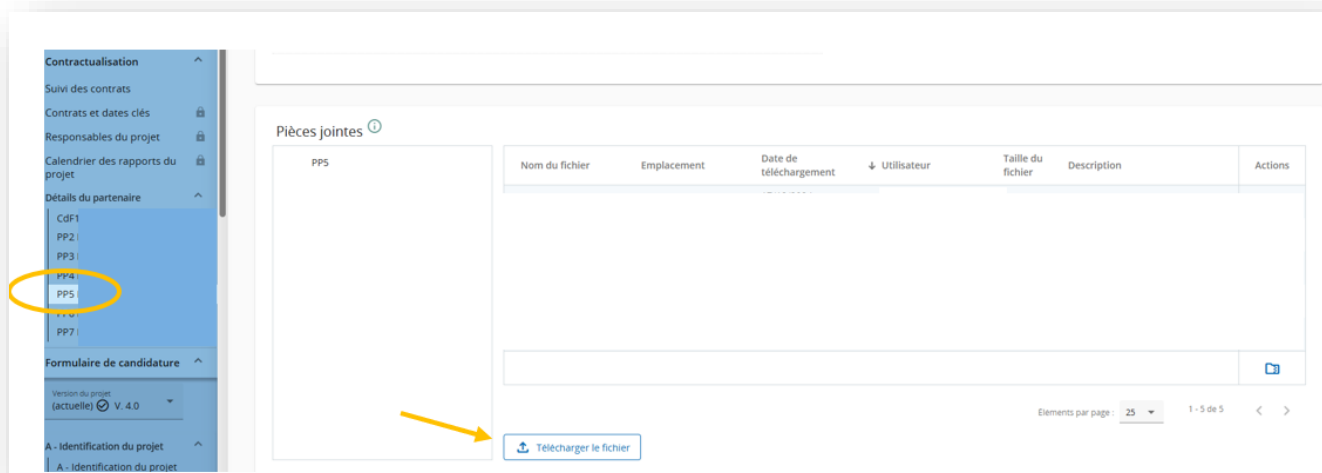 Contractualisation
Suivi des contrats
Contrats et dates clés
Responsables du projet
Calendrier des rapports du
projet
Détails du partenaire
CdF1
PP2
PP3
PP4
PP5
PP7
Formulaire de candidature
Version du projet
(actuelle) V. 4.0
A - Identification du projet
A - Identification du projet
Pièces jointes
PP5
Nom du fichier
Emplacement
Date de
téléchargement
Utilisateur
Taille du
fichier
Description
Actions
Elements par page : 25
1 - 5 de 5
Télécharger le fichier